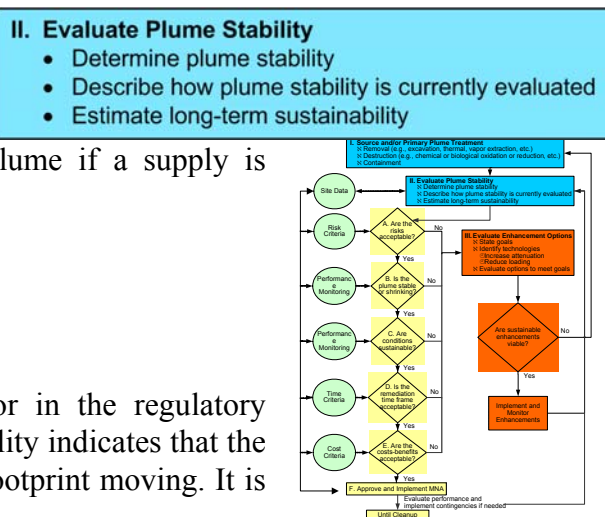 II. Evaluate Plume Stability
• Determine plume stability
• Describe how plume stability is currently evaluated
• Estimate long-term sustainability
lume if a supply is
or in the regulatory
lity indicates that the
ootprint moving. It is
I. Source and/or Primary Plume Treatment
Removal (e.g., excavation, thermal, vapor extraction, etc.)
Destruction (e.g., chemical or biological oxidation or reduction, etc.)
Containment
II. Evaluate Plume Stability
Determine plume stability
Describe how plume stability is currently evaluated
Estimate long-term sustainability
Site Data
Risk
Criteria
A. Are the
risks
acceptable?
No
Yes
III. Evaluate Enhancement Options
State goals
Identify technologies
Increase attenuation
Reduce loading
Evaluate options to meet goals
Performanc
e
Monitoring
B. Is the
plume stable
or shrinking?
No
Yes
Performanc
e
Monitoring
C. Are
conditions
sustainable?
No
Yes
Are sustainable
enhancements
viable?
No
Yes
Time
Criteria
D. Is the
remediation
time frame
acceptable?
No
Yes
Implement and
Monitor
Enhancements
Cost
Criteria
E. Are the
costs-benefits
acceptable?
No
Yes
F. Approve and Implement MNA
Evaluate performance and
implement contingencies if needed
Until Cleanup